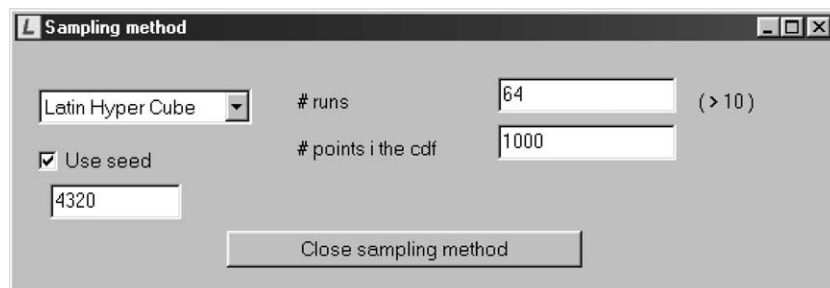 L Sampling method
Latin Hyper Cube
# runs
64
( > 10 )
# points i the cdf
1000
Use seed
4320
Close sampling method